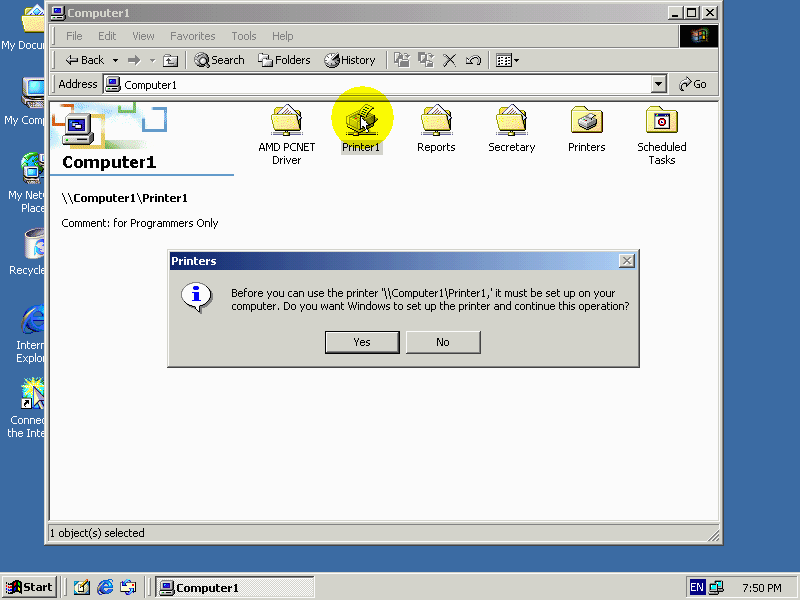 Computer1
File Edit View Favorites Tools Help
Back Search Folders History
Address Computer1 Go
My Docu
My Comp
My Net
Place
Recycle
Intern
Explo
Connec
the Inte
Computer1
\\Computer1\Printer1
Comment: for Programmers Only
AMD PCNET
Driver
Printer1
Reports
Secretary
Printers
Scheduled
Tasks
Printers
Before you can use the printer '\\Computer1\Printer1,' it must be set up on your
computer. Do you want Windows to set up the printer and continue this operation?
Yes No
1 object(s) selected
Start Computer1 EN 7:50 PM